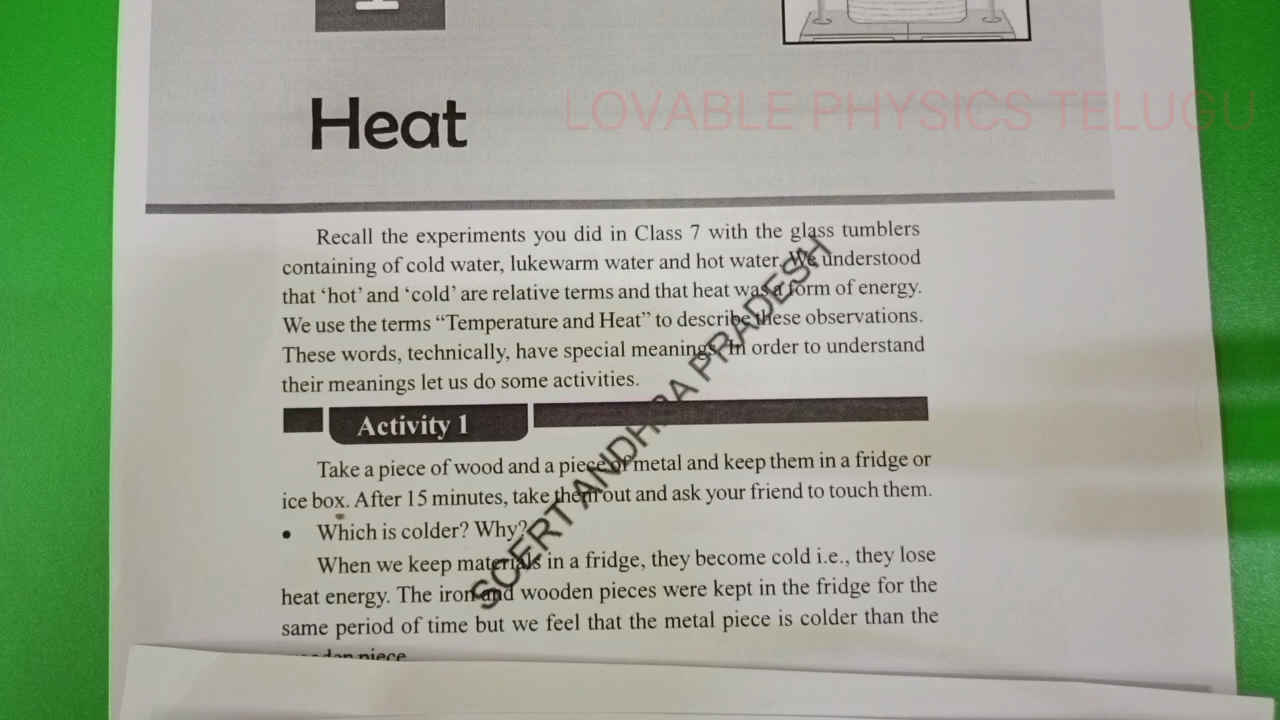 Heat
LOVABLE PHYSICS TELUGU
Recall the experiments you did in Class 7 with the glass tumblers
containing of cold water, lukewarm water and hot water. We understood
that ‘hot’ and ‘cold’ are relative terms and that heat was a form of energy.
We use the terms “Temperature and Heat” to describe these observations.
These words, technically, have special meanings. In order to understand
their meanings let us do some activities.
Activity 1
Take a piece of wood and a piece of metal and keep them in a fridge or
ice box. After 15 minutes, take them out and ask your friend to touch them.
• Which is colder? Why?
When we keep materials in a fridge, they become cold i.e., they lose
heat energy. The iron and wooden pieces were kept in the fridge for the
same period of time but we feel that the metal piece is colder than the
piece
SCERT ANDHRA PRADESH